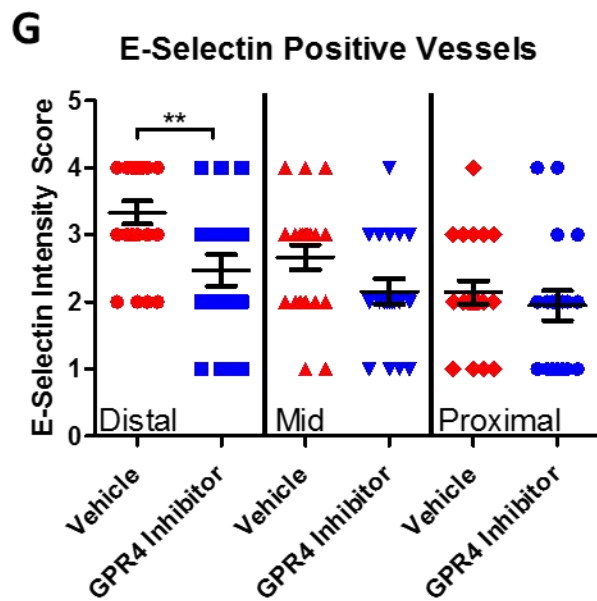 G
E-Selectin Positive Vessels
E-Selectin Intensity Score
5
4
3
2
1
0
**
Distal
Mid
Proximal
Vehicle
GPR4 Inhibitor
Vehicle
GPR4 Inhibitor
Vehicle
GPR4 Inhibitor